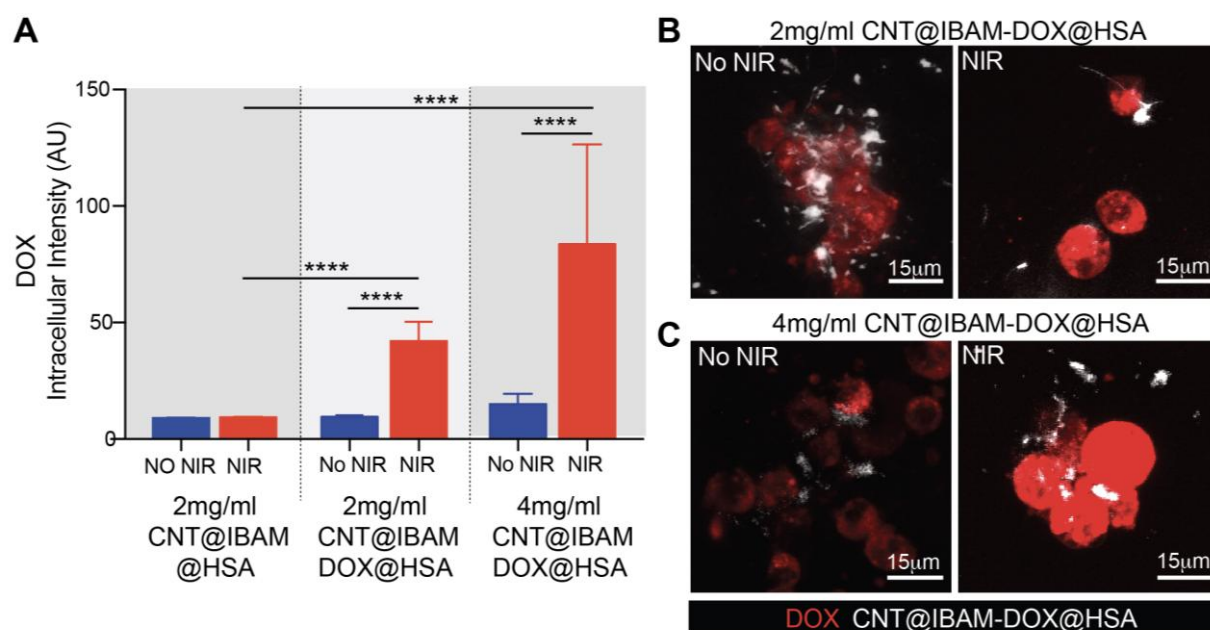 A
DOX
Intracellular Intensity (AU)
150
100
50
0
****
****
****
****
NO NIR
NIR
No NIR
NIR
No NIR
NIR
2mg/ml
CNT@IBAM
@HSA
2mg/ml
CNT@IBAM
DOX@HSA
4mg/ml
CNT@IBAM
DOX@HSA
B
2mg/ml CNT@IBAM-DOX@HSA
No NIR
NIR
15μm
15μm
C
4mg/ml CNT@IBAM-DOX@HSA
No NIR
NIR
15μm
15μm
DOX CNT@IBAM-DOX@HSA